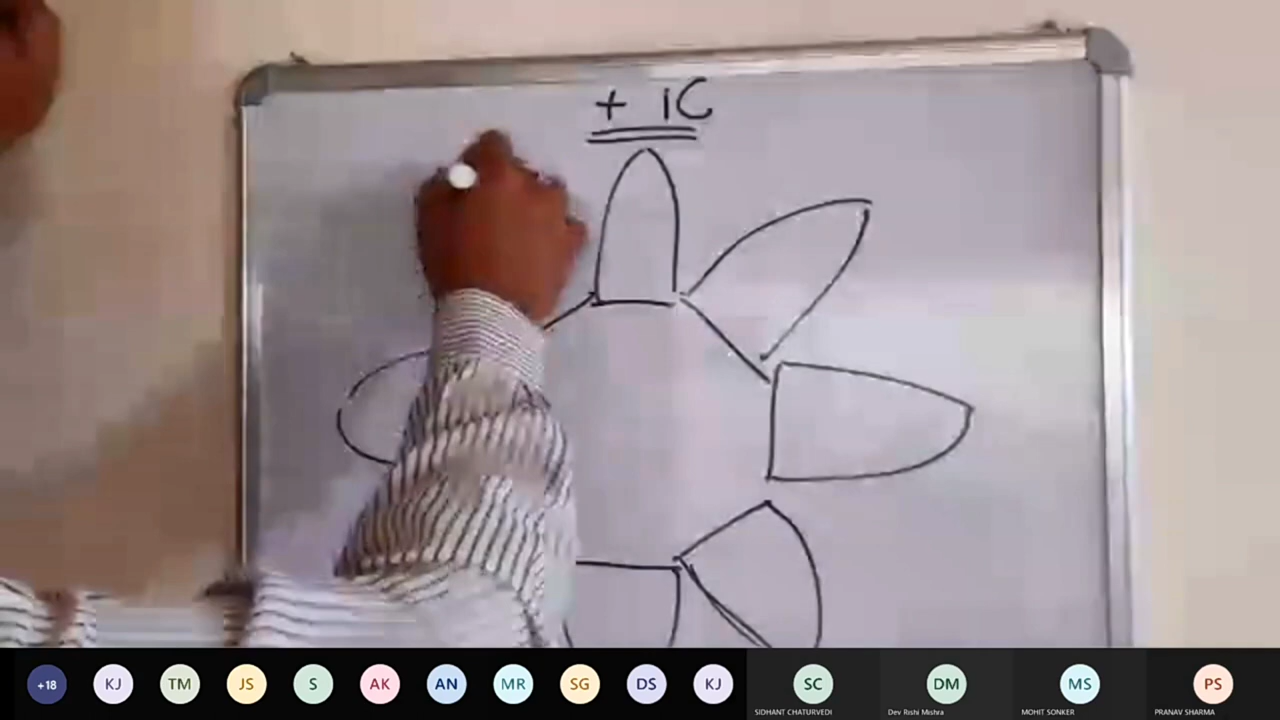 + 1C
+18 KJ TM JS S AK AN MR SG DS KJ SC DM MS PS
SIDHANT CHATURVEDI Dev Rishi Mishra MOHIT SONKER PRANAV SHARMA